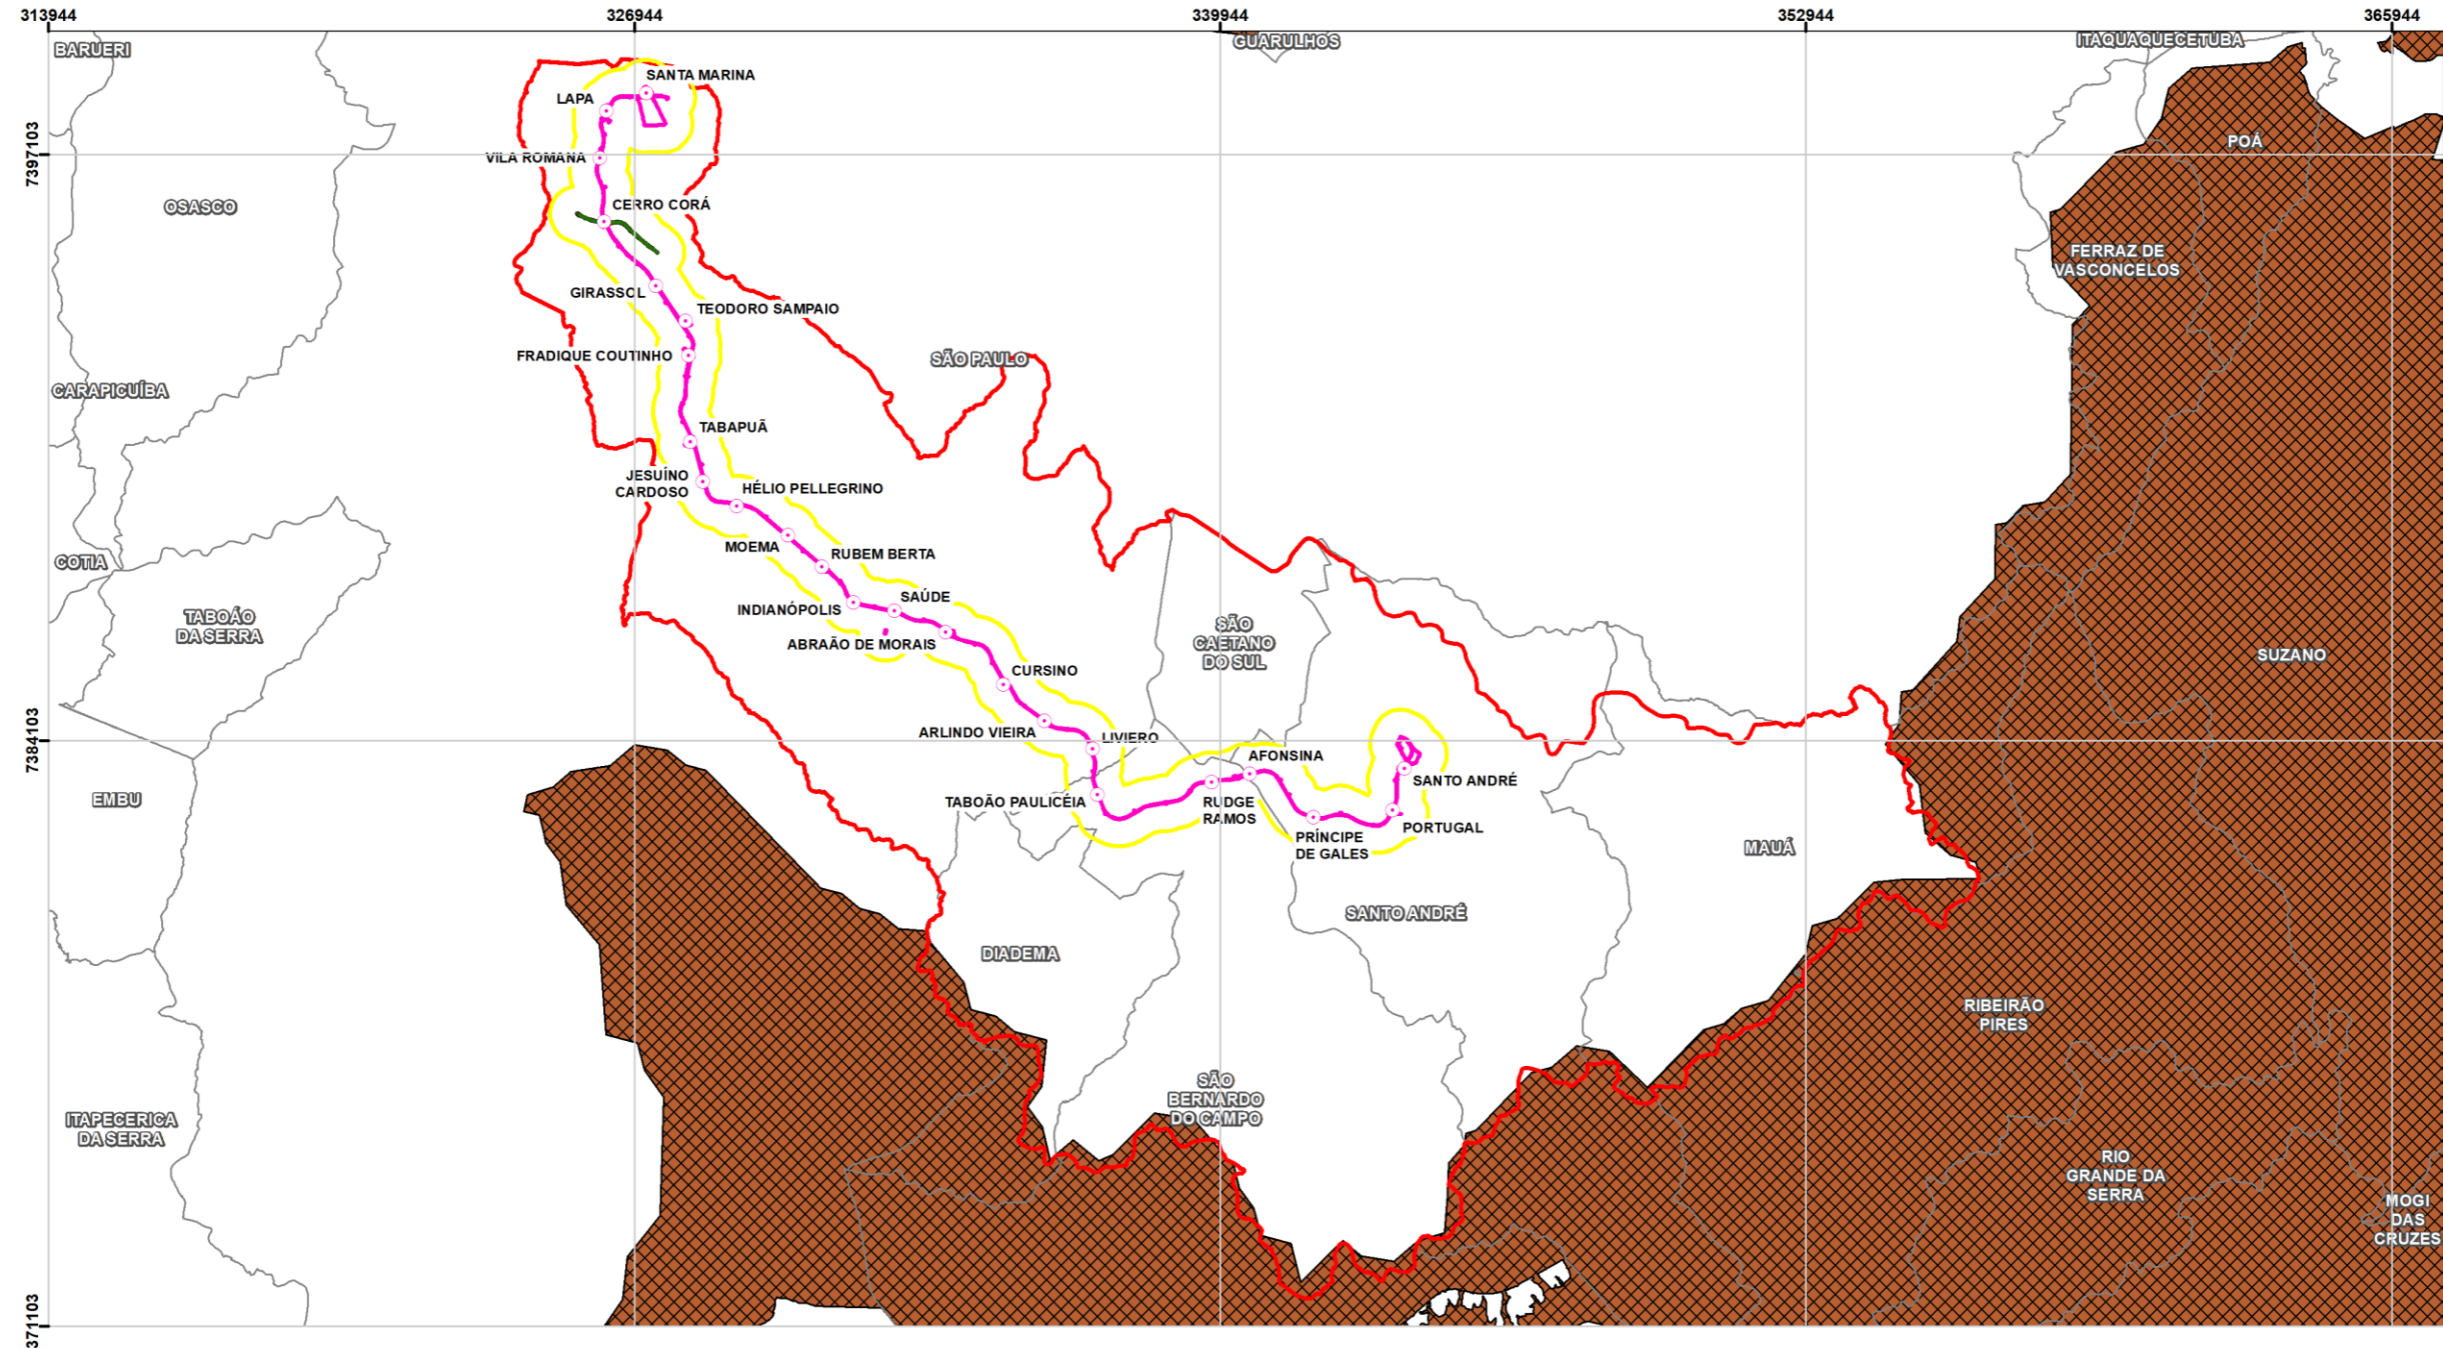 313944
326944
339944
352944
365944
BARUERI
GUARULHOS
ITAQUAQUECETUBA
SANTA MARINA
LAPA
7397103
POÁ
VILA ROMANA
OSASCO
CERRO CORÁ
FERRAZ DE
VASCONCELOS
GIRASSOL
TEODORO SAMPAIO
FRADIQUE COUTINHO
SÃO PAULO
CARAPICUÍBA
TABAPUÃ
JESUÍNO
CARDOSO
HÉLIO PELLEGRINO
MOEMA
RUBEM BERTA
COTIA
TABOÃO
DA SERRA
INDIANÓPOLIS
SAÚDE
ABRAÃO DE MORAIS
SÃO
CAETANO
DO SUL
SUZANO
CURSINO
ARLINDO VIEIRA
LIVIERO
7384103
AFONSINA
SANTO ANDRÉ
EMBU
TABOÃO PAULICÉIA
RUDGE
RAMOS
PORTUGAL
PRÍNCIPE
DE GALES
MAUÁ
SANTO ANDRÉ
DIADEMA
RIBEIRÃO
PIRES
SÃO
BERNARDO
DO CAMPO
ITAPECERICA
DA SERRA
RIO
GRANDE DA
SERRA
MOGI
DAS
CRUZES
371103